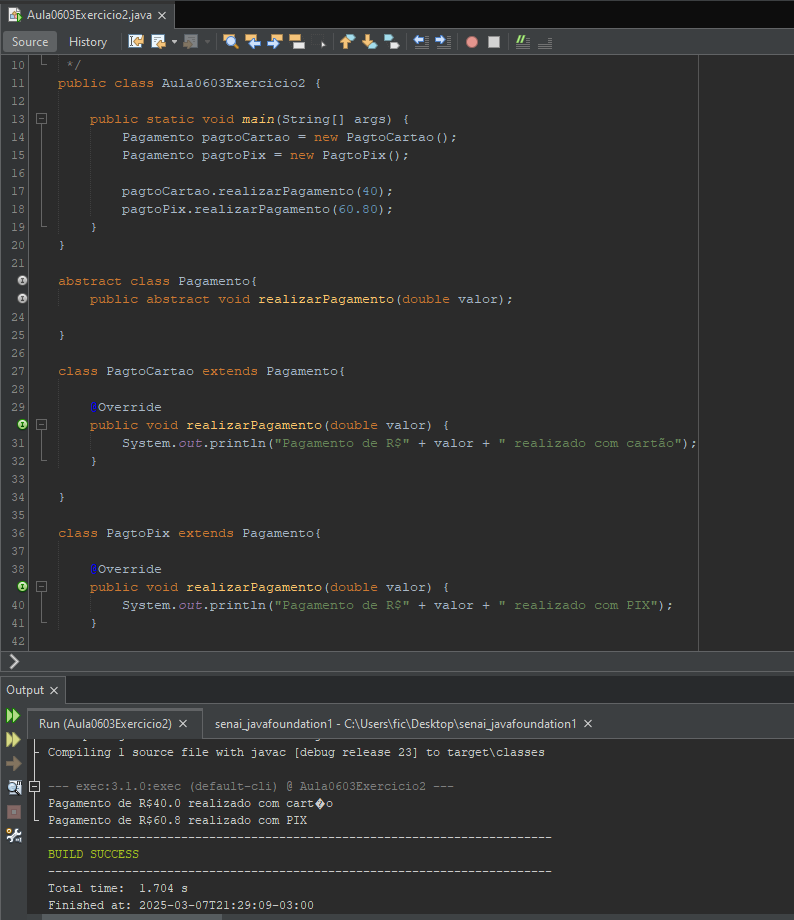 Aula0603Exercicio2.java
Source History
10 */
11 public class Aula0603Exercicio2 {
12
13 public static void main(String[] args) {
14 Pagamento pagtoCartao = new PagtoCartao();
15 Pagamento pagtoPix = new PagtoPix();
16
17 pagtoCartao.realizarPagamento(40);
18 pagtoPix.realizarPagamento(60.80);
19 }
20 }
21
abstract class Pagamento{
public abstract void realizarPagamento(double valor);
24
25 }
26
27 class PagtoCartao extends Pagamento{
28
29 @Override
public void realizarPagamento(double valor) {
31 System.out.println("Pagamento de R$" + valor + " realizado com cartão");
32 }
33
34 }
35
36 class PagtoPix extends Pagamento{
37
38 @Override
public void realizarPagamento(double valor) {
40 System.out.println("Pagamento de R$" + valor + " realizado com PIX");
41 }
42
Output
Run (Aula0603Exercicio2) senai_javafoundation1 - C:\Users\fic\Desktop\senai_javafoundation1
Compiling 1 source file with javac [debug release 23] to target\classes
--- exec:3.1.0:exec (default-cli) @ Aula0603Exercicio2 ---
Pagamento de R$40.0 realizado com cart�o
Pagamento de R$60.8 realizado com PIX
------------------------------------------------------------------------
BUILD SUCCESS
------------------------------------------------------------------------
Total time: 1.704 s
Finished at: 2025-03-07T21:29:09-03:00